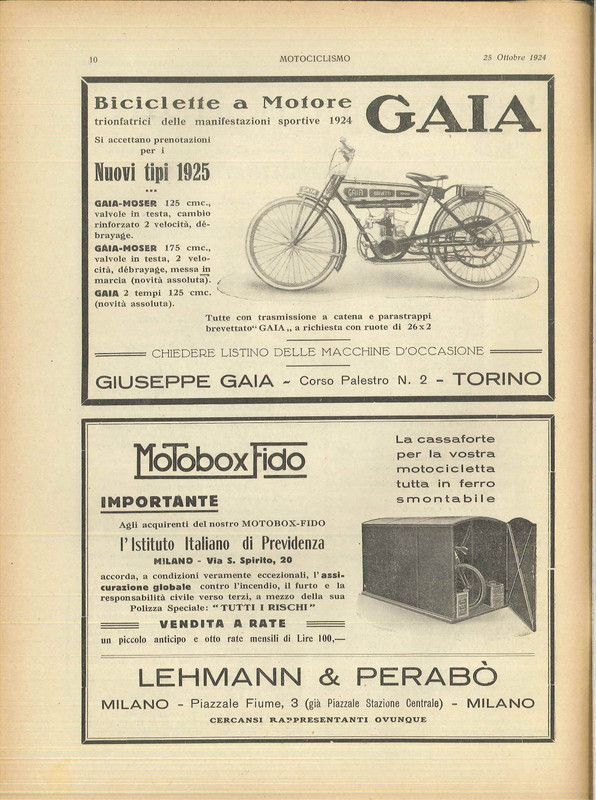 10
MOTOCICLISMO
25 Ottobre 1924
Biciclette a Motore
GAIA
trionfatrici delle manifestazioni sportive 1924
Si accettano prenotazioni
per i
Nuovi tipi 1925
GAIA-MOSER 125 cmc.,
valvole in testa, cambio
rinforzato 2 velocità, dé-
brayage.
GAIA-MOSER 175 cmc.,
valvole in testa, 2 velo-
cità, débrayage, messa in
marcia (novità assoluta).
GAIA 2 tempi 125 cmc.
(novità assoluta).
GAIA
Tutte con trasmissione a catena e parastrappi
brevettato "GAIA,, a richiesta con ruote di 26x2
CHIEDERE LISTINO DELLE MACCHINE D'OCCASIONE
GIUSEPPE GAIA ~ Corso Palestro N. 2 - TORINO
MoToboxFido
La cassaforte
per la vostra
motocicletta
tutta in ferro
smontabile
IMPORTANTE
Agli acquirenti del nostro MOTOBOX-FIDO
l'Istituto Italiano di Previdenza
MILANO - Via S. Spirito, 20
accorda, a condizioni veramente eccezionali, l'assi-
curazione globale contro l'incendio, il furto e la
responsabilità civile verso terzi, a mezzo della sua
Polizza Speciale: "TUTTI I RISCHI"
VENDITA A RATE
un piccolo anticipo e otto rate mensili di Lire 100,—
LEHMANN & PERABÒ
MILANO - Piazzale Fiume, 3 (già Piazzale Stazione Centrale) - MILANO
CERCANSI RAPPRESENTANTI OVUNQUE